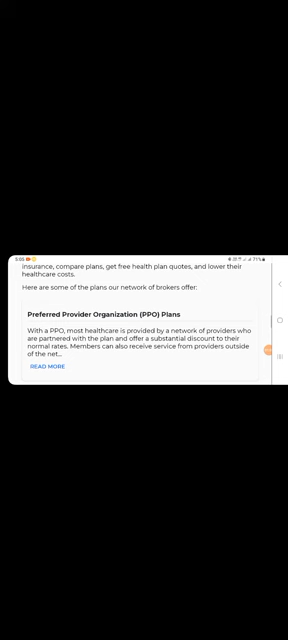 5:05
71%
insurance, compare plans, get free health plan quotes, and lower their
healthcare costs.
Here are some of the plans our network of brokers offer:
Preferred Provider Organization (PPO) Plans
With a PPO, most healthcare is provided by a network of providers who
are partnered with the plan and offer a substantial discount to their
normal rates. Members can also receive service from providers outside
of the net...
READ MORE